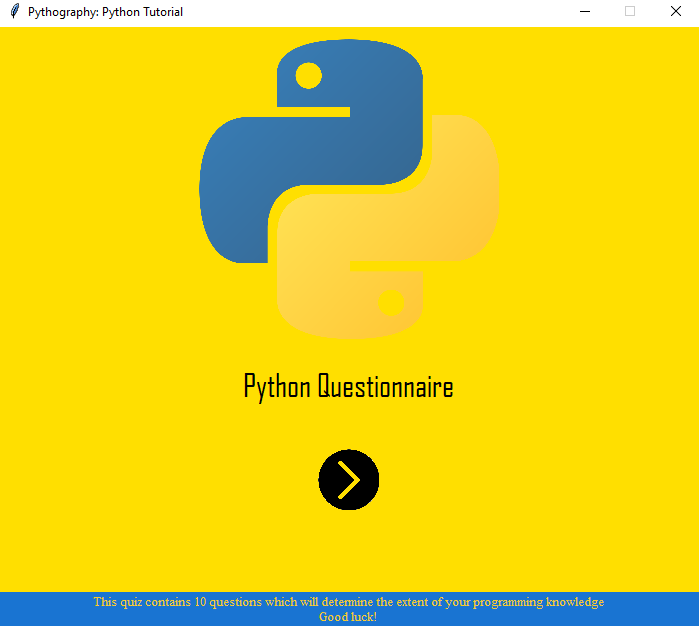 Pythography: Python Tutorial
Python Questionnaire
This quiz contains 10 questions which will determine the extent of your programming knowledge
Good luck!